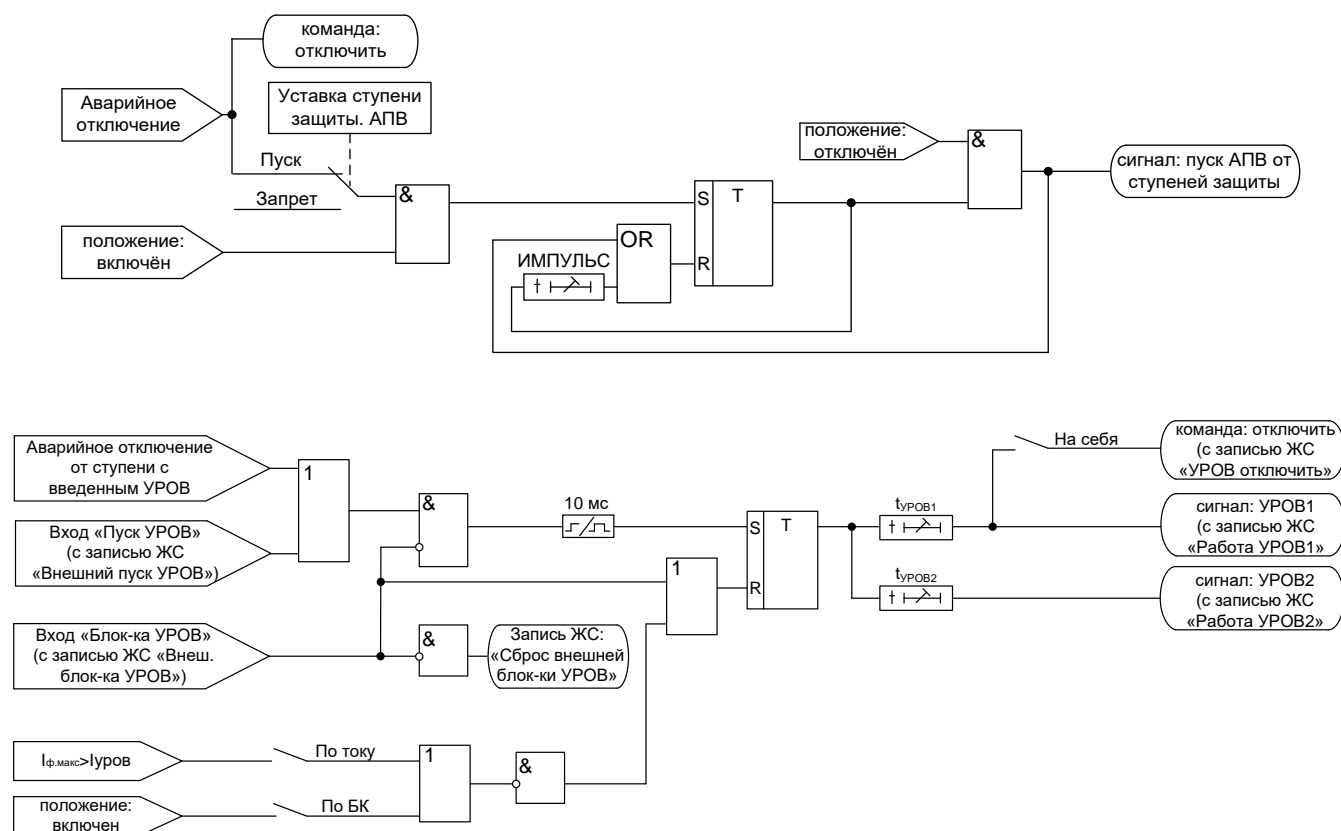 команда:
отключить
Аварийное
отключение
Уставка ступени
защиты. АПВ
Пуск
Запрет
положение:
включён
&
S
T
R
OR
ИМПУЛЬС
положение:
отключён
&
сигнал: пуск АПВ от
ступеней защиты
Аварийное отключение
от ступени с
введенным УРОВ
1
Вход «Пуск УРОВ»
(с записью ЖС
«Внешний пуск УРОВ»)
&
10 мс
S
T
R
1
tУРОВ1
На себя
команда: отключить
(с записью ЖС
«УРОВ отключить»
сигнал: УРОВ1
(с записью ЖС
«Работа УРОВ1»
tУРОВ2
сигнал: УРОВ2
(с записью ЖС
«Работа УРОВ2»
Вход «Блок-ка УРОВ»
(с записью ЖС «Внеш.
блок-ка УРОВ»)
&
Запись ЖС:
«Сброс внешней
блок-ки УРОВ»
Iф.макс>Iуров
По току
1
&
положение:
включен
По БК